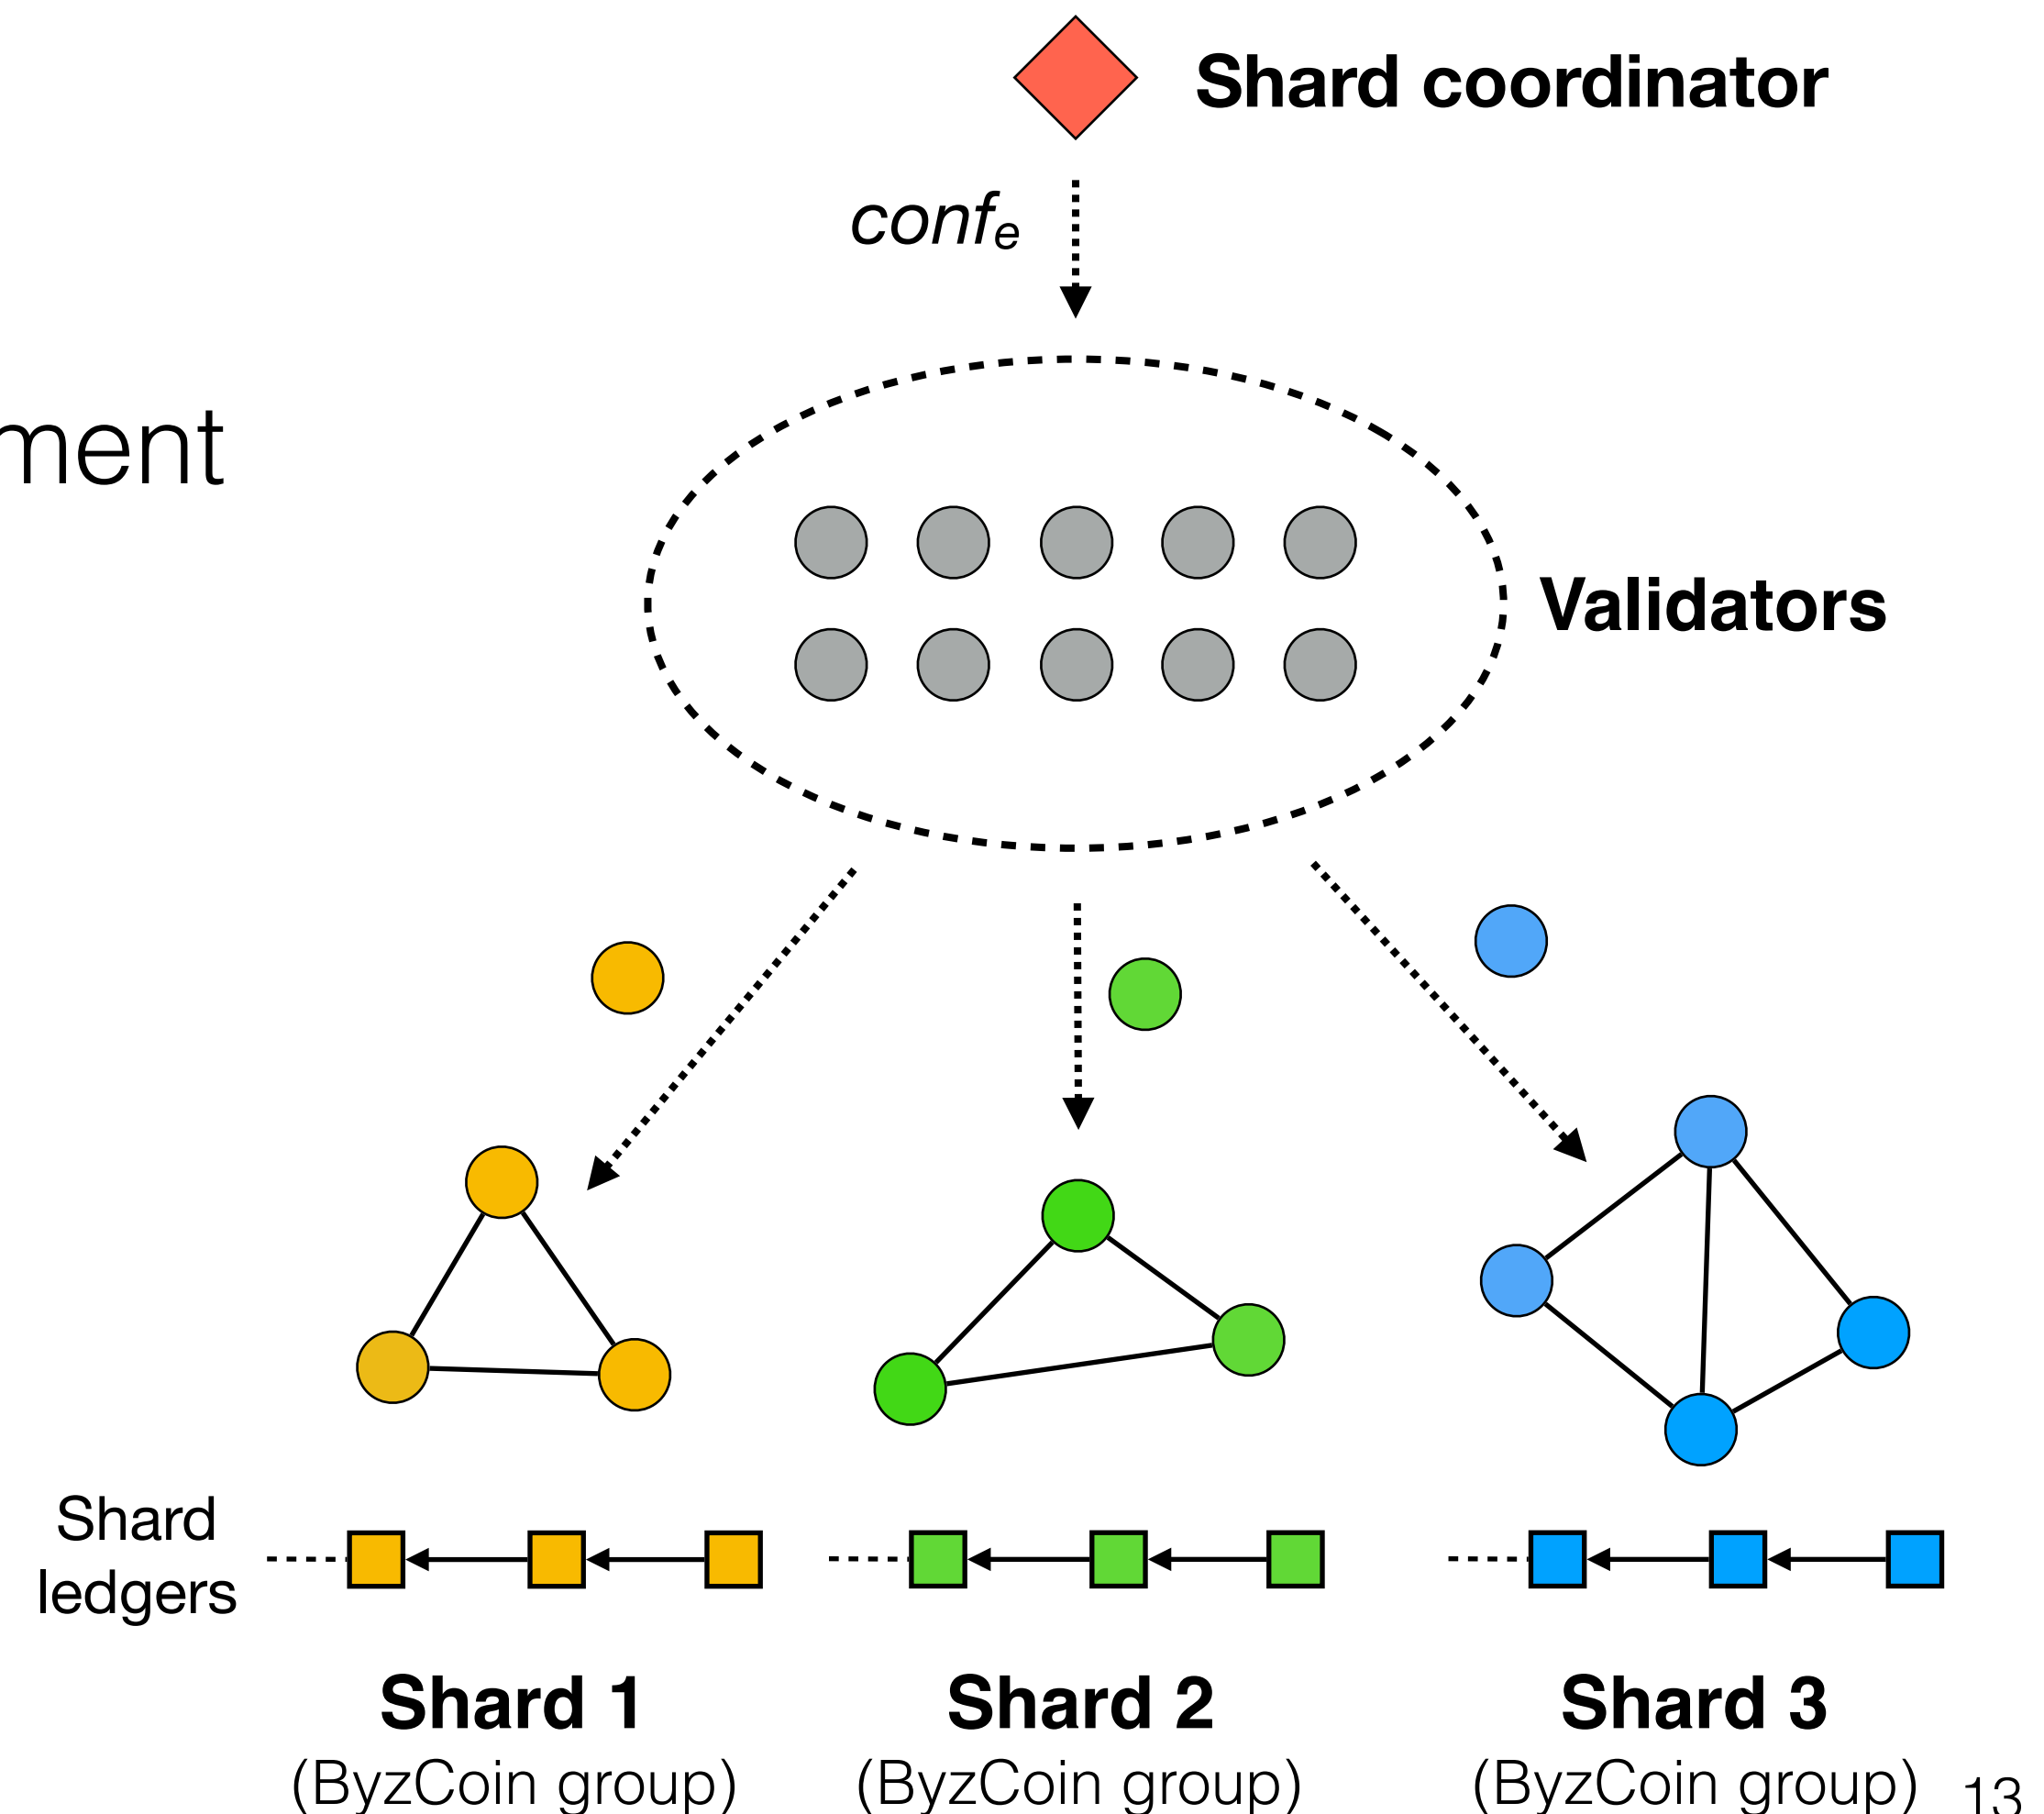 Shard coordinator
conf e
ment
Validators
Shard
ledgers
Shard 1
Shard 2
Shard 3
(ByzCoin group)
(ByzCoin group)
(ByzCoin group)
13